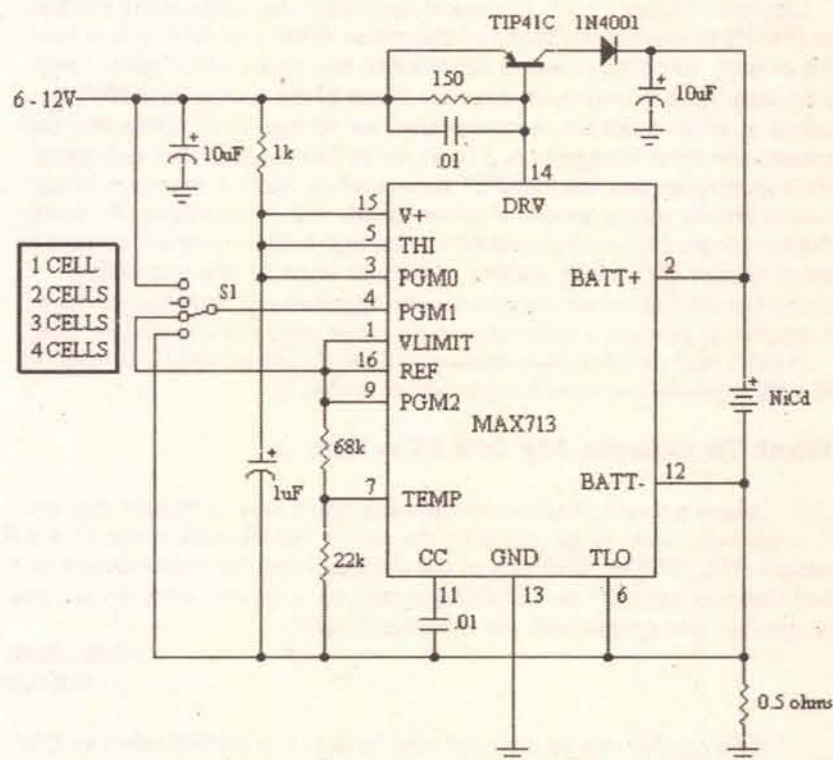 TIP41C 1N4001
150
6 - 12V
+
10uF
+
10uF
1k
.01
14
DRV
15 V+
5 THI
3 PGM0
BATT+ 2
1 CELL
2 CELLS
3 CELLS
4 CELLS
S1
4 PGM1
1 VLIMIT
16 REF
9 PGM2
MAX713
+
NiCd
68k
+
1uF
7 TEMP
BATT- 12
22k
CC GND TLO
11 13 6
.01
0.5 ohms